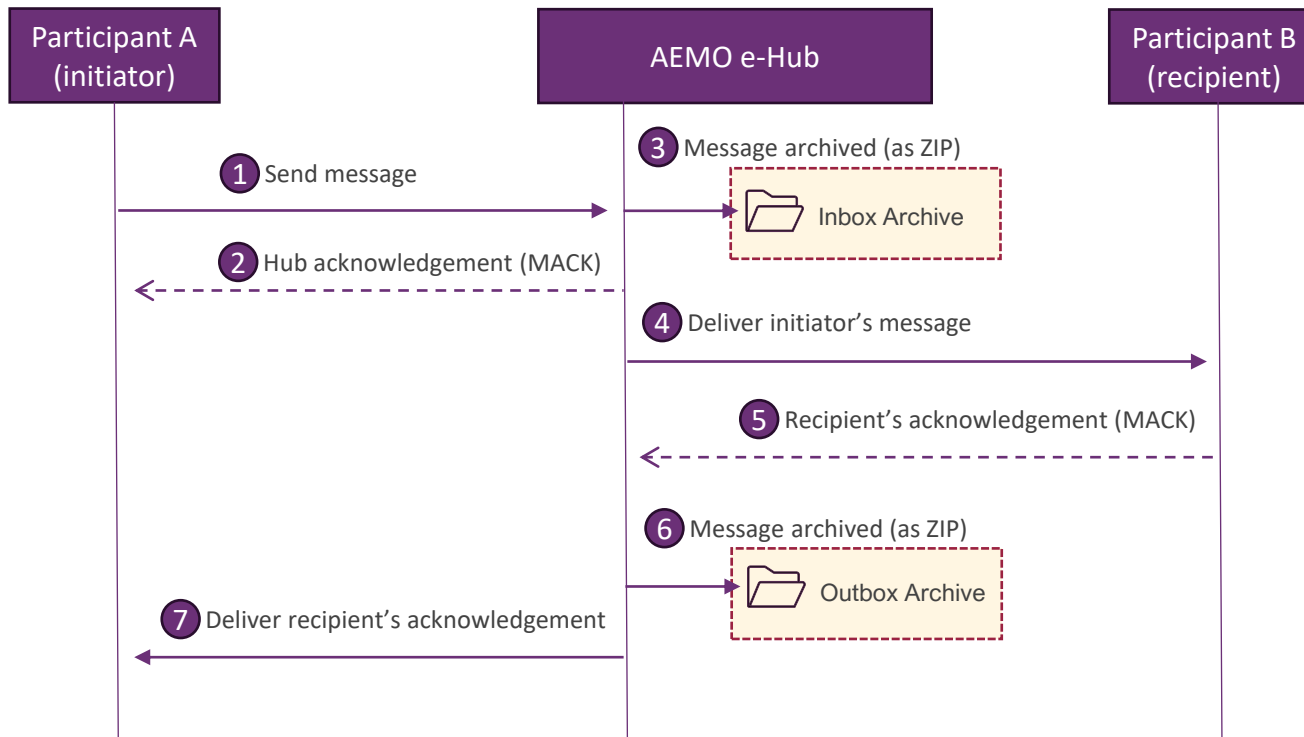 Participant A
(initiator)
AEMO e-Hub
Participant B
(recipient)
3 Message archived (as ZIP)
1 Send message
Inbox Archive
2 Hub acknowledgement (MACK)
4 Deliver initiator’s message
5 Recipient’s acknowledgement (MACK)
6 Message archived (as ZIP)
Outbox Archive
7 Deliver recipient’s acknowledgement